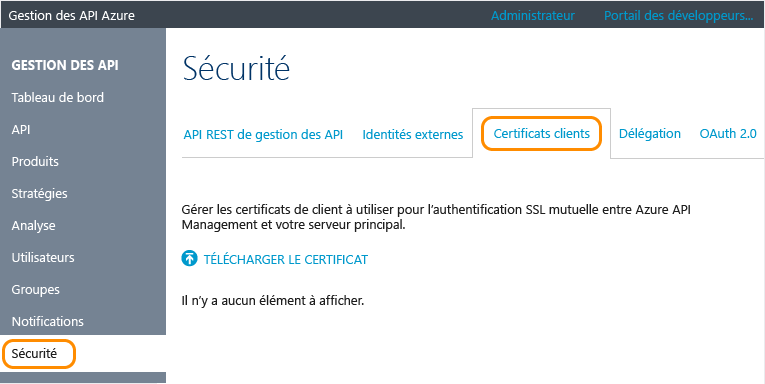 Gestion des API Azure
Administrateur
Portail des développeurs...
GESTION DES API
Tableau de bord
API
Produits
Stratégies
Analyse
Utilisateurs
Groupes
Notifications
Sécurité
Sécurité
API REST de gestion des API
Identités externes
Certificats clients
Délégation
OAuth 2.0
Gérer les certificats de client à utiliser pour l'authentification SSL mutuelle entre Azure API
Management et votre serveur principal.
TÉLÉCHARGER LE CERTIFICAT
Il n'y a aucun élément à afficher.